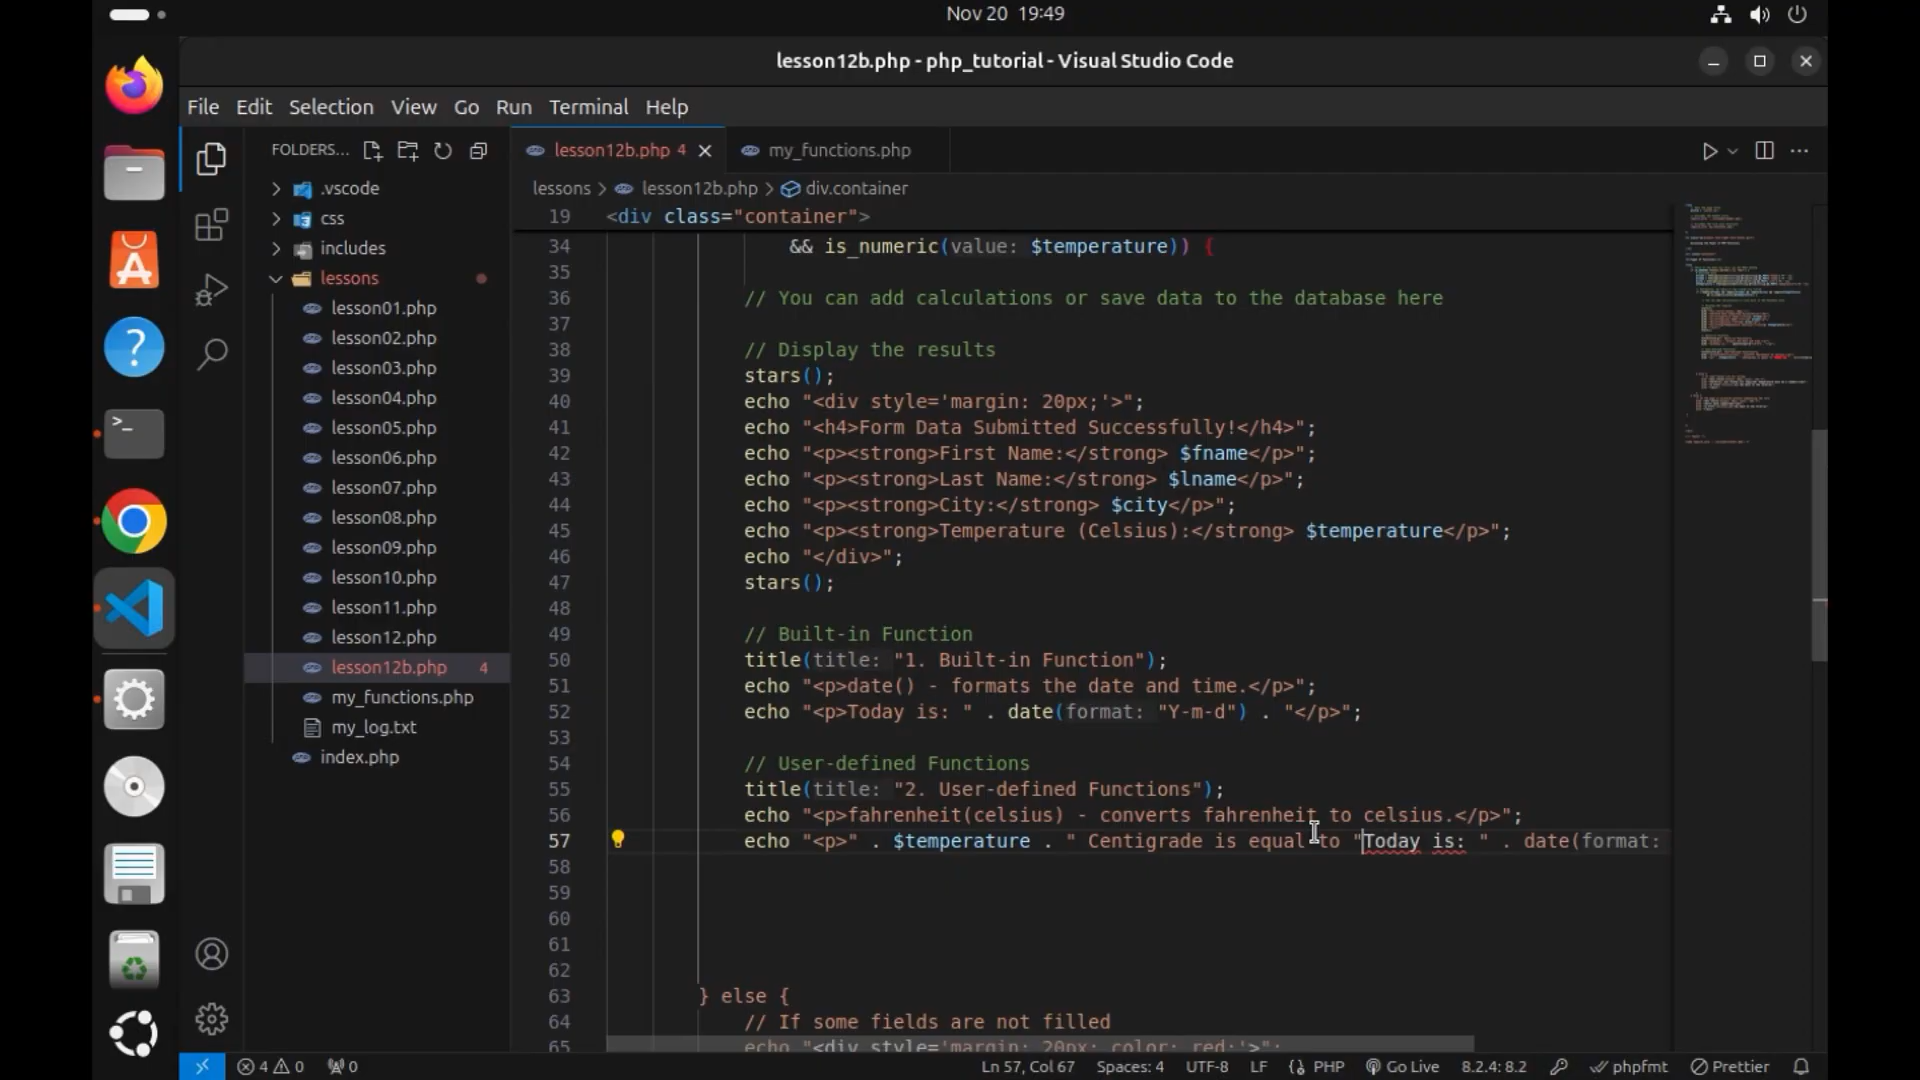 Nov 20 19:49
lesson12b.php - php_tutorial - Visual Studio Code
File Edit Selection View Go Run Terminal Help
FOLDERS...
lesson12b.php 4
my_functions.php
lessons > lesson12b.php > div.container
.vscode
css
includes
lessons
lesson01.php
lesson02.php
lesson03.php
lesson04.php
lesson05.php
lesson06.php
lesson07.php
lesson08.php
lesson09.php
lesson10.php
lesson11.php
lesson12.php
lesson12b.php 4
my_functions.php
my_log.txt
index.php
19 <div class="container">
34 && is_numeric(value: $temperature)) {
35
36 // You can add calculations or save data to the database here
37
38 // Display the results
39 stars();
40 echo "<div style='margin: 20px;'>";
41 echo "<h4>Form Data Submitted Successfully!</h4>";
42 echo "<p><strong>First Name:</strong> $fname</p>";
43 echo "<p><strong>Last Name:</strong> $lname</p>";
44 echo "<p><strong>City:</strong> $city</p>";
45 echo "<p><strong>Temperature (Celsius):</strong> $temperature</p>";
46 echo "</div>";
47 stars();
48
49 // Built-in Function
50 title(title: "1. Built-in Function");
51 echo "<p>date() - formats the date and time.</p>";
52 echo "<p>Today is: " . date(format: "Y-m-d") . "</p>";
53
54 // User-defined Functions
55 title(title: "2. User-defined Functions");
56 echo "<p>fahrenheit(celsius) - converts fahrenheit to celsius.</p>";
57 echo "<p>" . $temperature . " Centigrade is equal to "Today is: " . date(format:
58
59
60
61
62
63 } else {
64 // If some fields are not filled
65 echo "<div style='margin: 20px; color: red;'>";
4 0 0 Ln 57, Col 67 Spaces: 4 UTF-8 LF PHP Go Live 8.2.4: 8.2 phpfmt Prettier